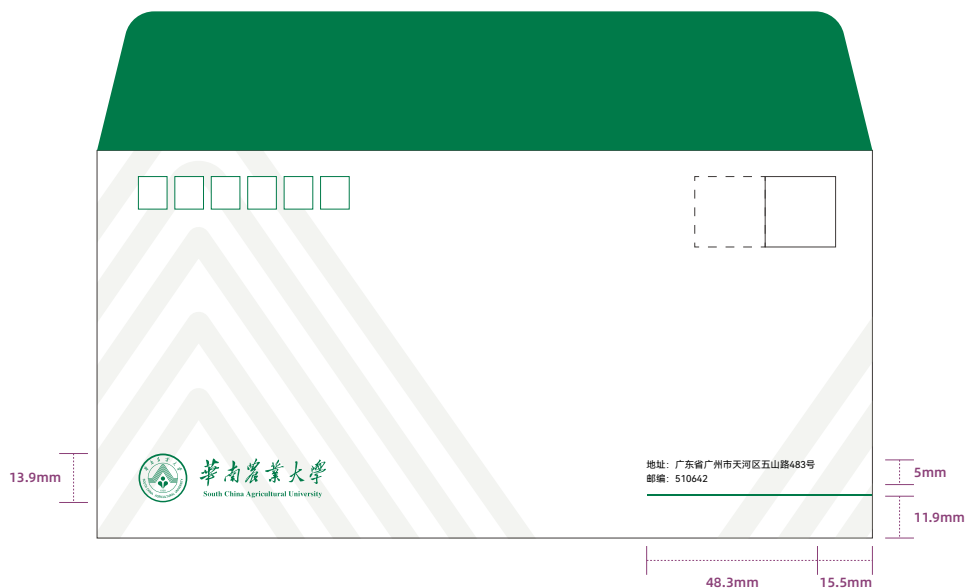 華南農業大學
South China Agricultural University
地址：广东省广州市天河区五山路483号
邮编：510642
13.9mm
5mm
11.9mm
48.3mm
15.5mm